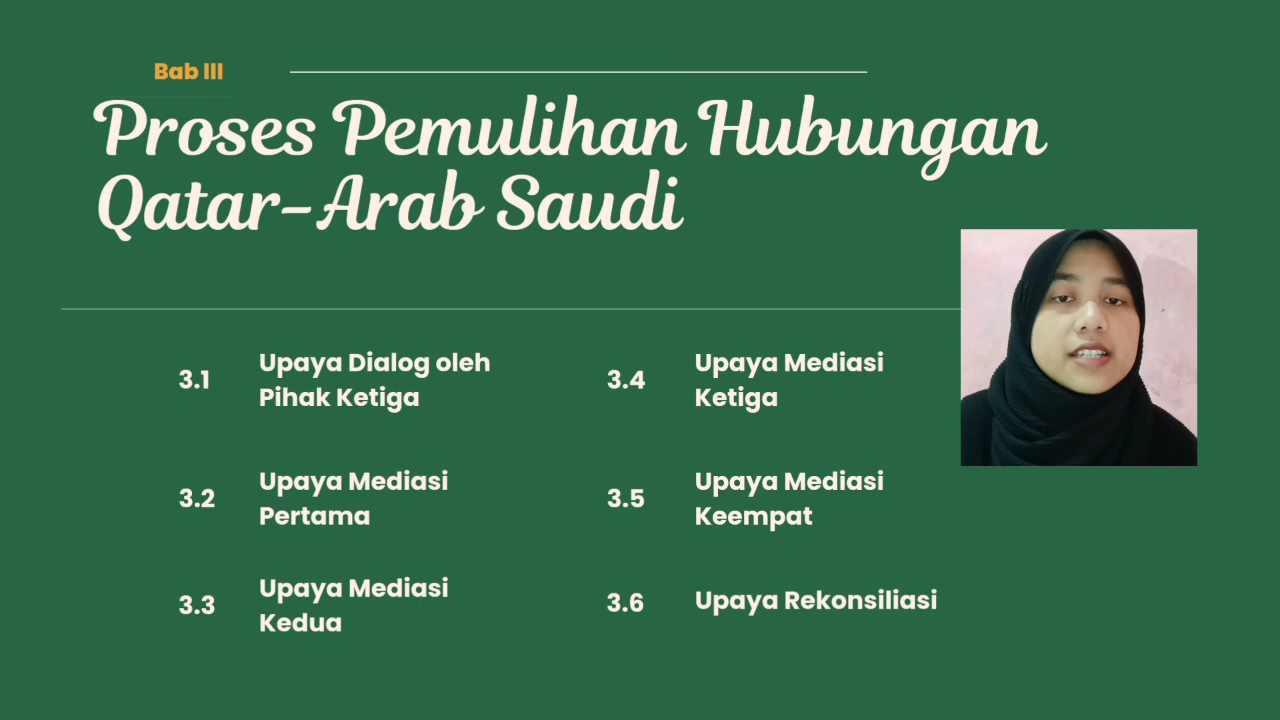 Bab III
Proses Pemulihan Hubungan
Qatar-Arab Saudi
3.1
Upaya Dialog oleh
Pihak Ketiga
3.2
Upaya Mediasi
Pertama
3.3
Upaya Mediasi
Kedua
3.4
Upaya Mediasi
Ketiga
3.5
Upaya Mediasi
Keempat
3.6
Upaya Rekonsiliasi